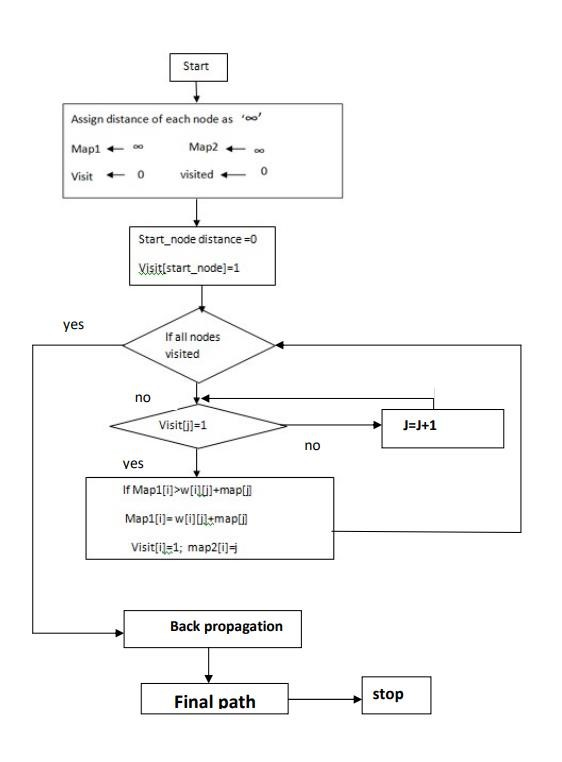 Start
Assign distance of each node as '∞'
Map1 ← ∞ Map2 ← ∞
Visit ← 0 visited ← 0
Start_node distance =0
Visit[start_node]=1
yes
If all nodes
visited
no
Visit[j]=1
J=J+1
no
yes
If Map1[i]>w[i][j]+map[j]
Map1[i]= w[i][j]+map[j]
Visit[i]=1; map2[i]=j
Back propagation
Final path
stop